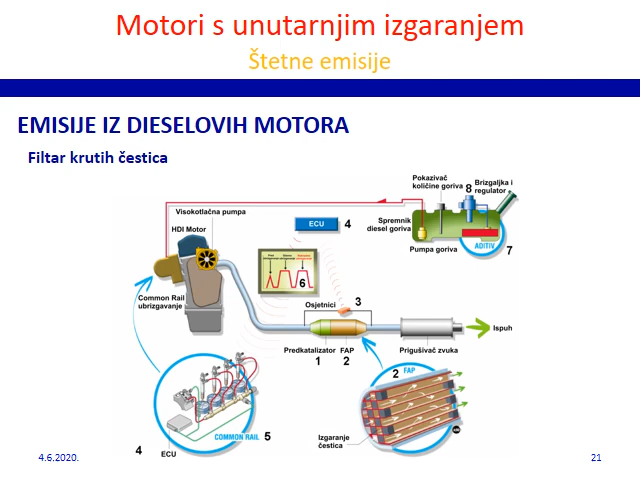 Motori s unutarnjim izgaranjem
Štetne emisije
EMISIJE IZ DIESELOVIH MOTORA
Filtar krutih čestica
Pokazivač
količine goriva
8
Brizgaljka i
regulator
Visokotlačna pumpa
HDI Motor
ECU
4
Spremnik
diesel goriva
Pumpa goriva
ADITIV
7
6
Common Rail
ubrizgavanje
Osjetnici
3
Ispuh
Predkatalizator
FAP
Prigušivač zvuka
1
2
2
FAP
COMMON RAIL
5
Izgaranje
čestica
4
ECU
4.6.2020.
21